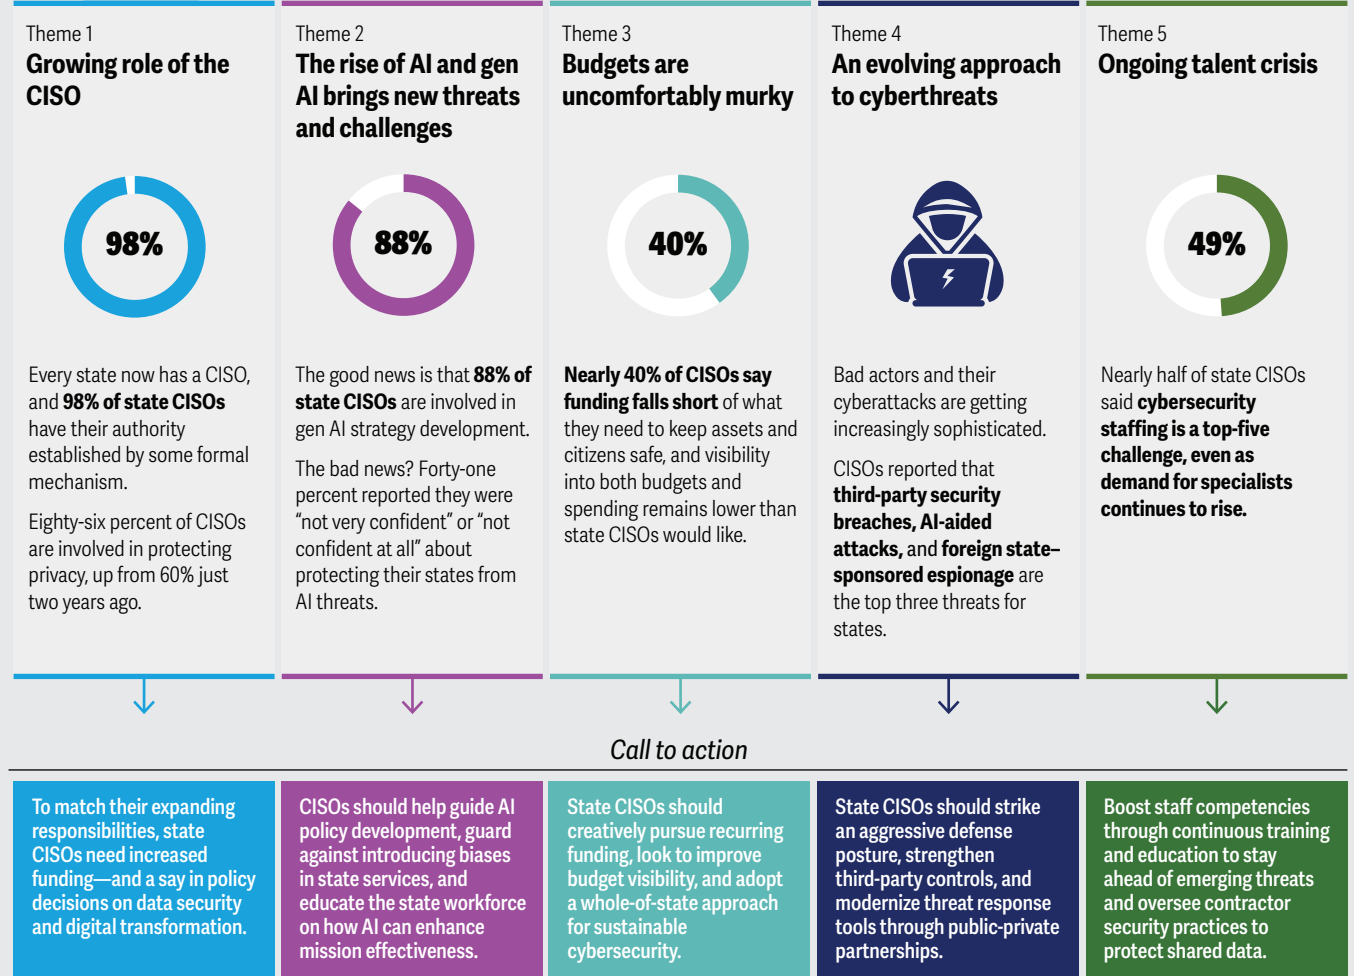 Theme 1
Growing role of the
CISO
98%
Every state now has a CISO,
and 98% of state CISOs
have their authority
established by some formal
mechanism.
Eighty-six percent of CISOs
are involved in protecting
privacy, up from 60% just
two years ago.
Theme 2
The rise of AI and gen
AI brings new threats
and challenges
88%
The good news is that 88% of
state CISOs are involved in
gen AI strategy development.
The bad news? Forty-one
percent reported they were
“not very confident” or “not
confident at all” about
protecting their states from
AI threats.
Theme 3
Budgets are
uncomfortably murky
40%
Nearly 40% of CISOs say
funding falls short of what
they need to keep assets and
citizens safe, and visibility
into both budgets and
spending remains lower than
state CISOs would like.
Theme 4
An evolving approach
to cyberthreats
Bad actors and their
cyberattacks are getting
increasingly sophisticated.
CISOs reported that
third-party security
breaches, AI-aided
attacks, and foreign state–
sponsored espionage are
the top three threats for
states.
Theme 5
Ongoing talent crisis
49%
Nearly half of state CISOs
said cybersecurity
staffing is a top-five
challenge, even as
demand for specialists
continues to rise.
Call to action
To match their expanding
responsibilities, state
CISOs need increased
funding—and a say in policy
decisions on data security
and digital transformation.
CISOs should help guide AI
policy development, guard
against introducing biases
in state services, and
educate the state workforce
on how AI can enhance
mission effectiveness.
State CISOs should
creatively pursue recurring
funding, look to improve
budget visibility, and adopt
a whole-of-state approach
for sustainable
cybersecurity.
State CISOs should strike
an aggressive defense
posture, strengthen
third-party controls, and
modernize threat response
tools through public-private
partnerships.
Boost staff competencies
through continuous training
and education to stay
ahead of emerging threats
and oversee contractor
security practices to
protect shared data.